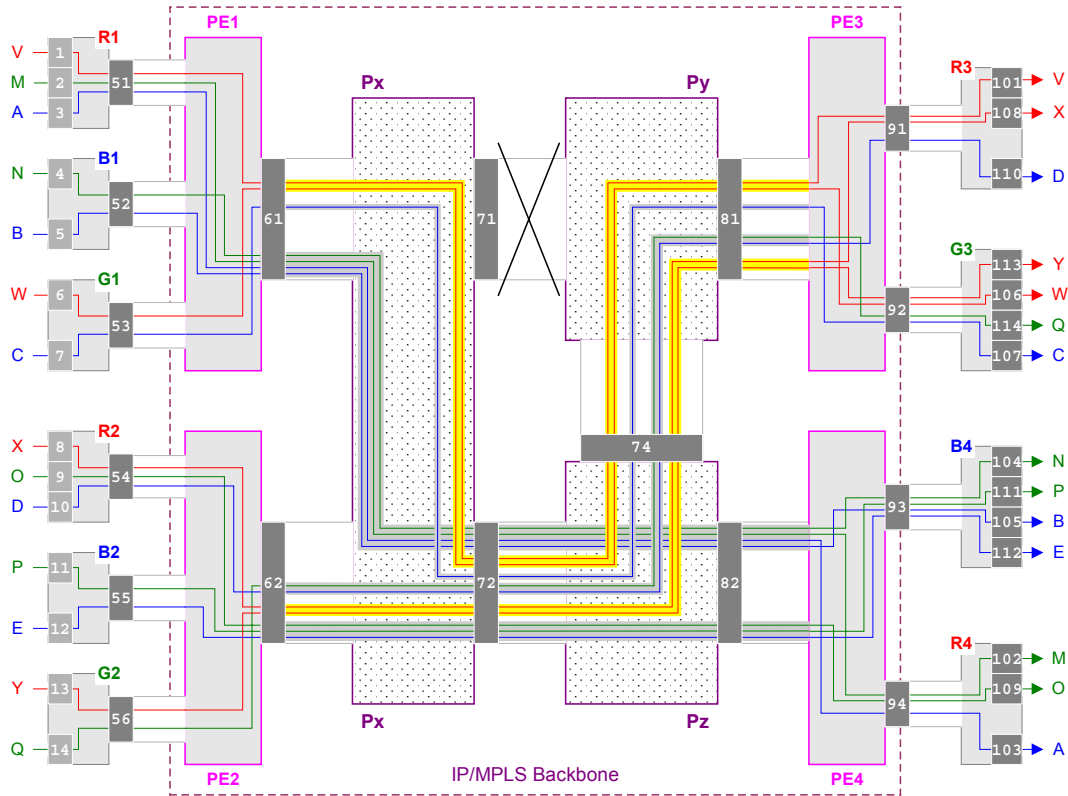 PE1
PE3
R1
V
1
M
2
51
A
3
Px
Py
R3
101
V
108
X
91
110
D
B1
N
4
52
B
5
61
71
81
G1
W
6
53
C
7
G3
113
Y
106
W
92
114
Q
107
C
R2
X
8
O
9
54
D
10
74
B4
104
N
111
P
93
105
B
112
E
B2
P
11
55
E
12
62
72
82
G2
Y
13
56
Q
14
R4
102
M
109
O
94
103
A
Px
Pz
PE2
IP/MPLS Backbone
PE4